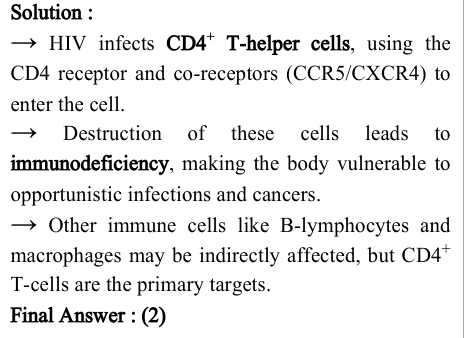 Solution :
→ HIV infects CD4⁺ T-helper cells, using the
CD4 receptor and co-receptors (CCR5/CXCR4) to
enter the cell.
→ Destruction of these cells leads to
immunodeficiency, making the body vulnerable to
opportunistic infections and cancers.
→ Other immune cells like B-lymphocytes and
macrophages may be indirectly affected, but CD4⁺
T-cells are the primary targets.
Final Answer : (2)